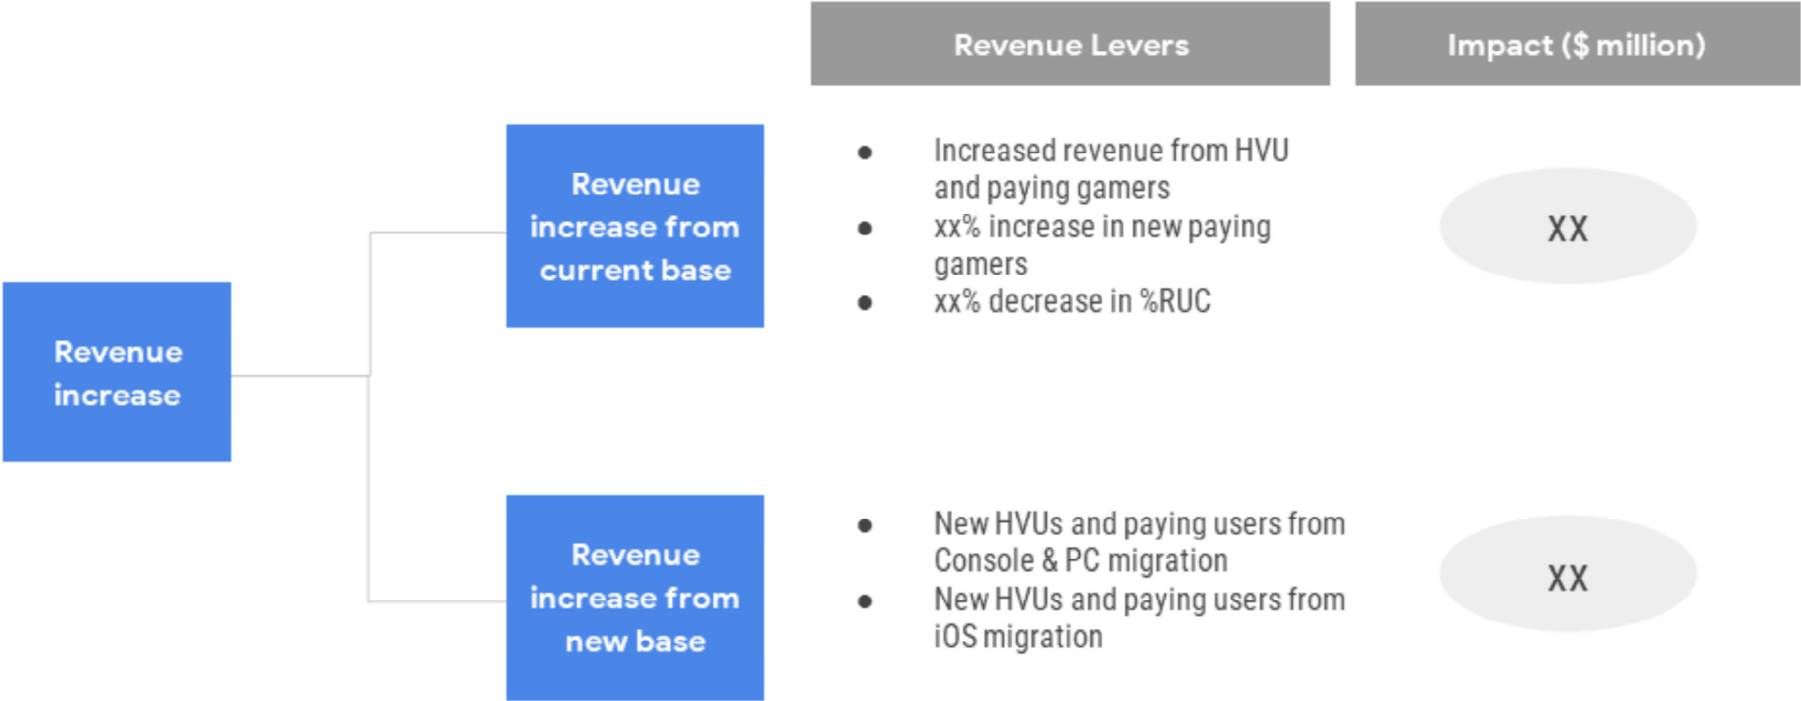 Revenue Levers
Impact ($ million)
Revenue
increase
Revenue
increase from
current base
● Increased revenue from HVU
and paying gamers
● xx% increase in new paying
gamers
● xx% decrease in %RUC
XX
Revenue
increase from
new base
● New HVUs and paying users from
Console & PC migration
● New HVUs and paying users from
iOS migration
XX